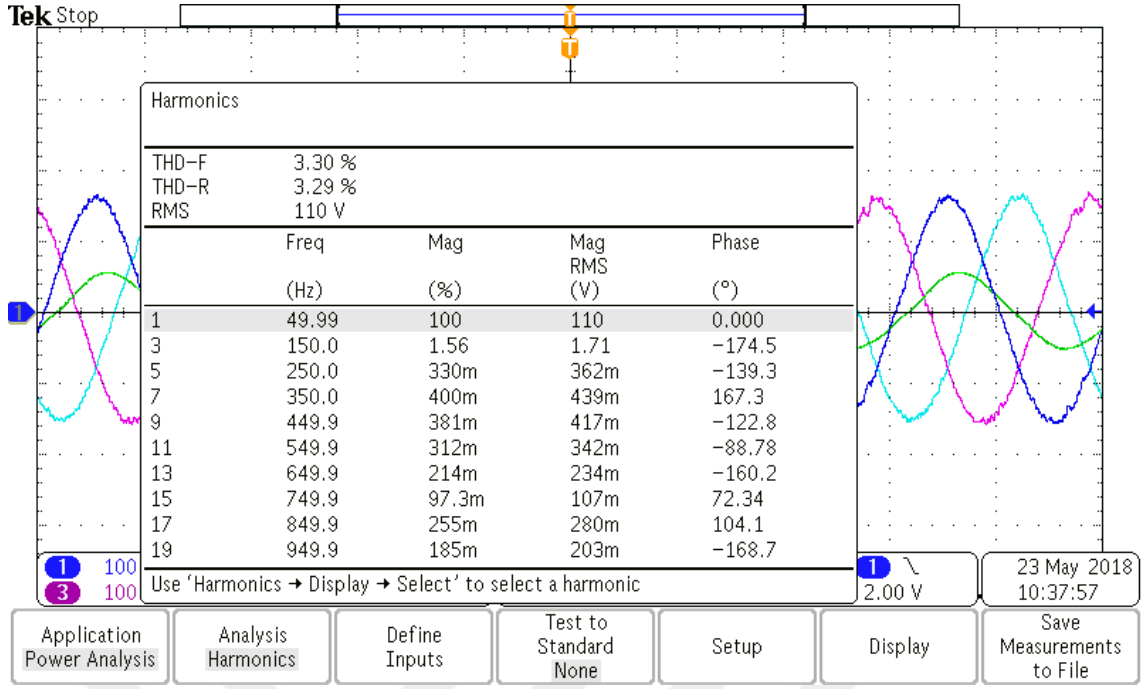 Tek Stop
T
T
Harmonics
THD-F 3.30 %
THD-R 3.29 %
RMS 110 V
Freq Mag Mag Phase
RMS
(Hz) (%) (V) (°)
1
1 49.99 100 110 0.000
3 150.0 1.56 1.71 -174.5
5 250.0 330m 362m -139.3
7 350.0 400m 439m 167.3
9 449.9 381m 417m -122.8
11 549.9 312m 342m -88.78
13 649.9 214m 234m -160.2
15 749.9 97.3m 107m 72.34
17 849.9 255m 280m 104.1
19 949.9 185m 203m -168.7
Use 'Harmonics → Display → Select' to select a harmonic
1 100
3 100
1
2.00 V
23 May 2018
10:37:57
Application
Power Analysis
Analysis
Harmonics
Define
Inputs
Test to
Standard
None
Setup
Display
Save
Measurements
to File